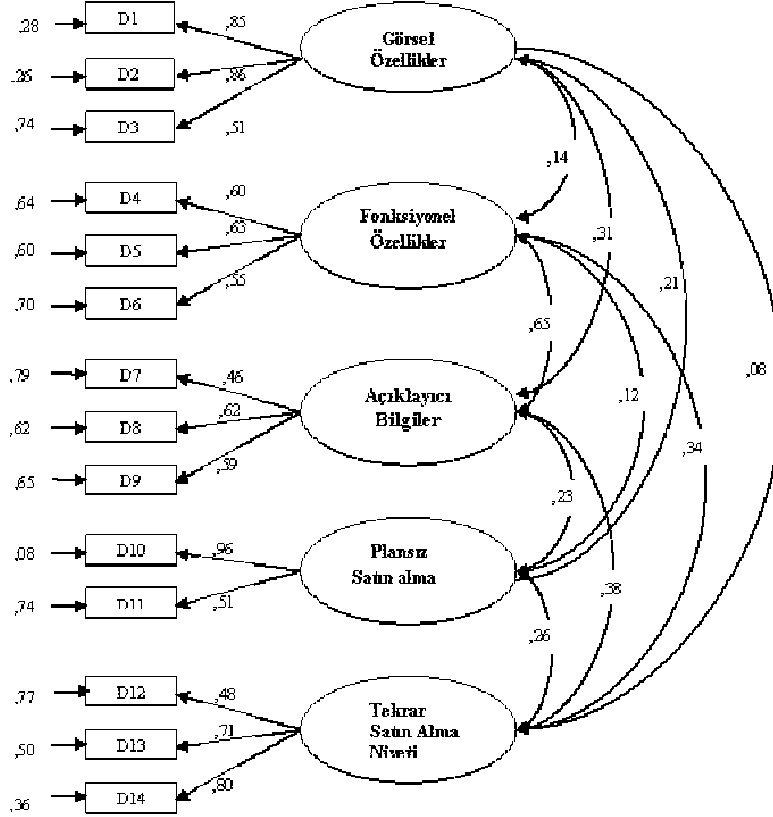 ,28
D1
,85
Görsel
Özellikler
D2
D3
,74
,51
,14
D4
,64
,60
Fonksiyonel
Özellikler
D5
,60
D6
,70
,55
,31
,21
,65
D7
,79
,46
Açıklayıcı
Bilgiler
D8
,62
,62
D9
,65
,59
,08
,12
,34
,23
D10
,08
,96
Plansız
Satın alma
D11
,74
,51
,38
,26
D12
,77
,48
Tekrar
Satın Alma
Niyeti
D13
,50
,71
D14
,36
,80